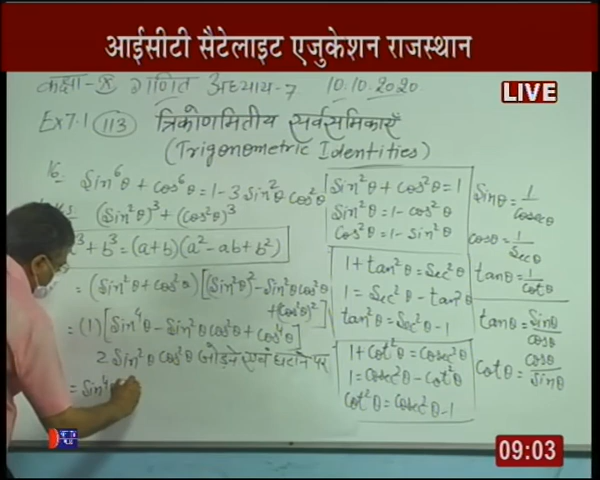 आईसीटी सैटेलाइट एजुकेशन राजस्थान
LIVE
कक्षा-X गणित अध्याय-7 10.10.2020
Ex 7.1 (113) त्रिकोणमितीय सर्वसमिकाएँ
(Trigonometric Identities)
16. Sin⁶θ + cos⁶θ = 1 - 3 Sin²θ cos²θ
(Sin²θ)³ + (cos²θ)³
³ + b³ = (a+b)(a² - ab + b²)
= (Sin²θ + cos²θ) [(Sin²θ)² - Sin²θ cos²θ
+ (cos²θ)²]
= (1) [Sin⁴θ - Sin²θ cos²θ + cos⁴θ]
2 Sin²θ cos²θ जोड़ने एवं घटाने पर
= Sin⁴
Sin²θ + cos²θ = 1
Sin²θ = 1 - cos²θ
cos²θ = 1 - Sin²θ
1 + tan²θ = Sec²θ
1 = Sec²θ - tan²θ
tan²θ = Sec²θ - 1
1 + cot²θ = cosec²θ
1 = cosec²θ - cot²θ
cot²θ = cosec²θ - 1
Sinθ = 1/cosecθ
cosθ = 1/Secθ
tanθ = 1/cotθ
tanθ = Sinθ/cosθ
cotθ = cosθ/Sinθ
09:03